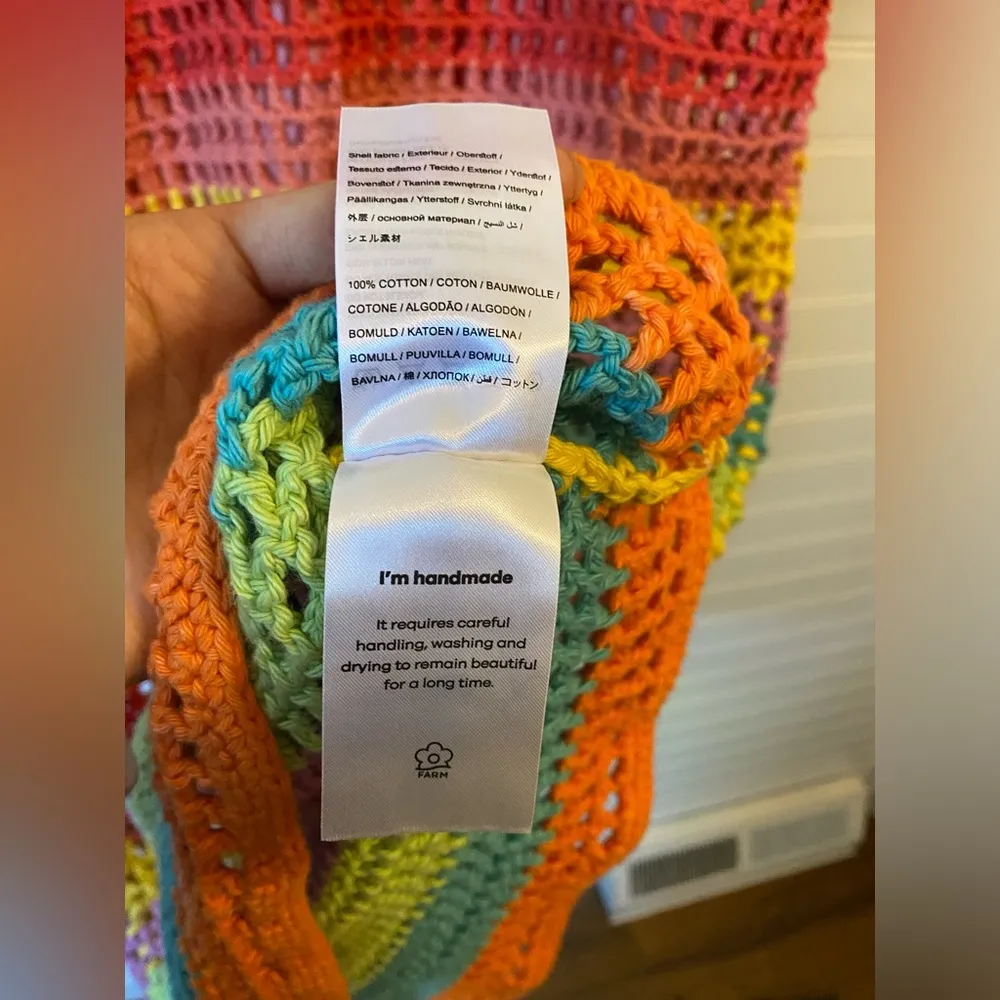 Shell fabric / Exterieur / Oberstoff /
Tessuto esterno / Tecido / Exterior / Yderstof /
Bovenstof / Tkanina zewnętrzna / Yttertyg /
Päällikangas / Ytterstoff / Svrchní látka /
外层 / основной материал / شل النسيج /
シェル素材
100% COTTON / COTON / BAUMWOLLE /
COTONE / ALGODÃO / ALGODÓN /
BOMULD / KATOEN / BAWEŁNA /
BOMULL / PUUVILLA / BOMULL /
BAVLNA / 棉 / ХЛОПОК / قطن / コットン
I'm handmade
It requires careful
handling, washing and
drying to remain beautiful
for a long time.
FARM